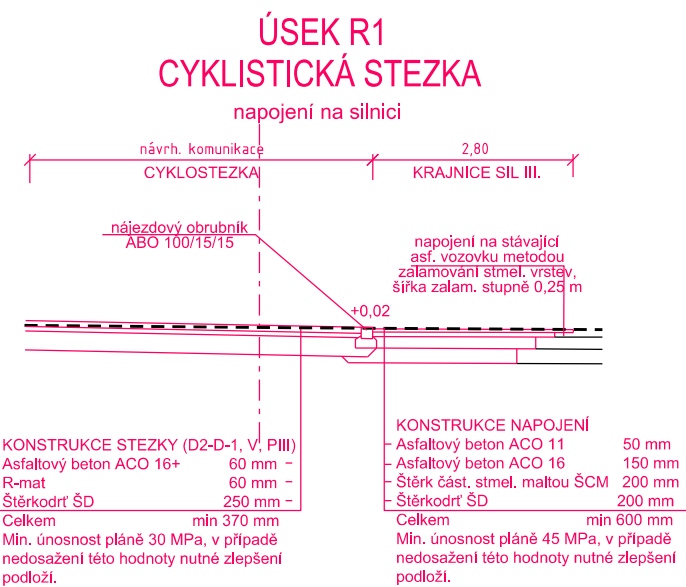 ÚSEK R1
CYKLISTICKÁ STEZKA
napojení na silnici
návrh. komunikace
2,80
CYKLOSTEZKA
KRAJNICE SIL III.
nájezdový obrubník
ABO 100/15/15
napojení na stávající
asf. vozovku metodou
zalamování stmel. vrstev,
šířka zalam. stupně 0,25 m
+0,02
KONSTRUKCE STEZKY (D2-D-1, V, PIII)
Asfaltový beton ACO 16+ 60 mm
R-mat 60 mm
Štěrkodrť ŠD 250 mm
Celkem min 370 mm
Min. únosnost pláně 30 MPa, v případě
nedosažení této hodnoty nutné zlepšení
podloží.
KONSTRUKCE NAPOJENÍ
Asfaltový beton ACO 11 50 mm
Asfaltový beton ACO 16 150 mm
Štěrk část. stmel. maltou ŠCM 200 mm
Štěrkodrť ŠD 200 mm
Celkem min 600 mm
Min. únosnost pláně 45 MPa, v případě
nedosažení této hodnoty nutné zlepšení
podloží.